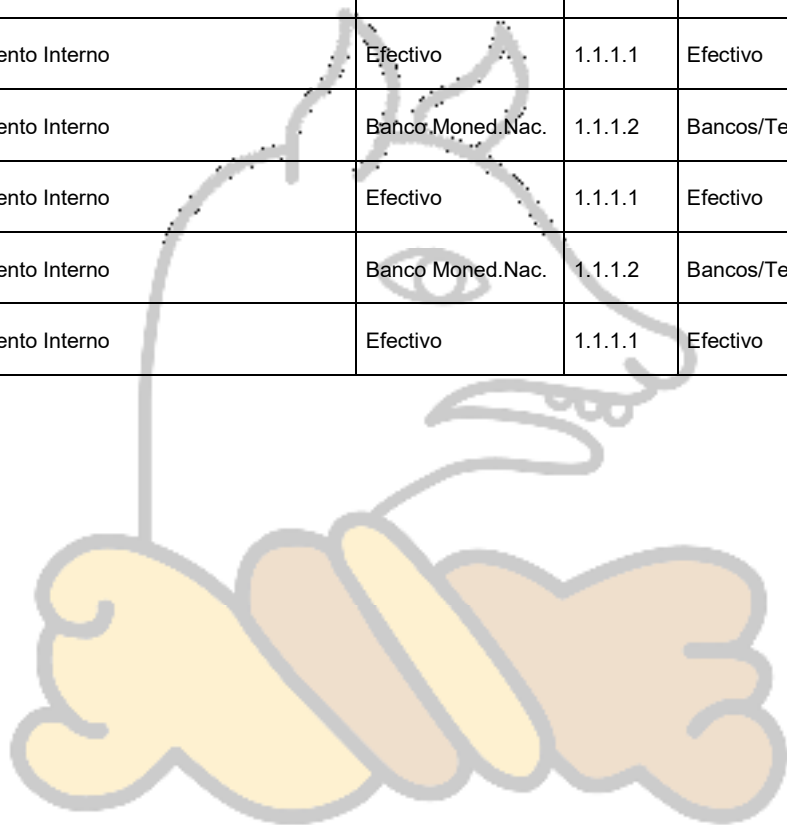 ento Interno Efectivo 1.1.1.1 Efectivo
ento Interno Banco Moned.Nac. 1.1.1.2 Bancos/Te
ento Interno Efectivo 1.1.1.1 Efectivo
ento Interno Banco Moned.Nac. 1.1.1.2 Bancos/Te
ento Interno Efectivo 1.1.1.1 Efectivo